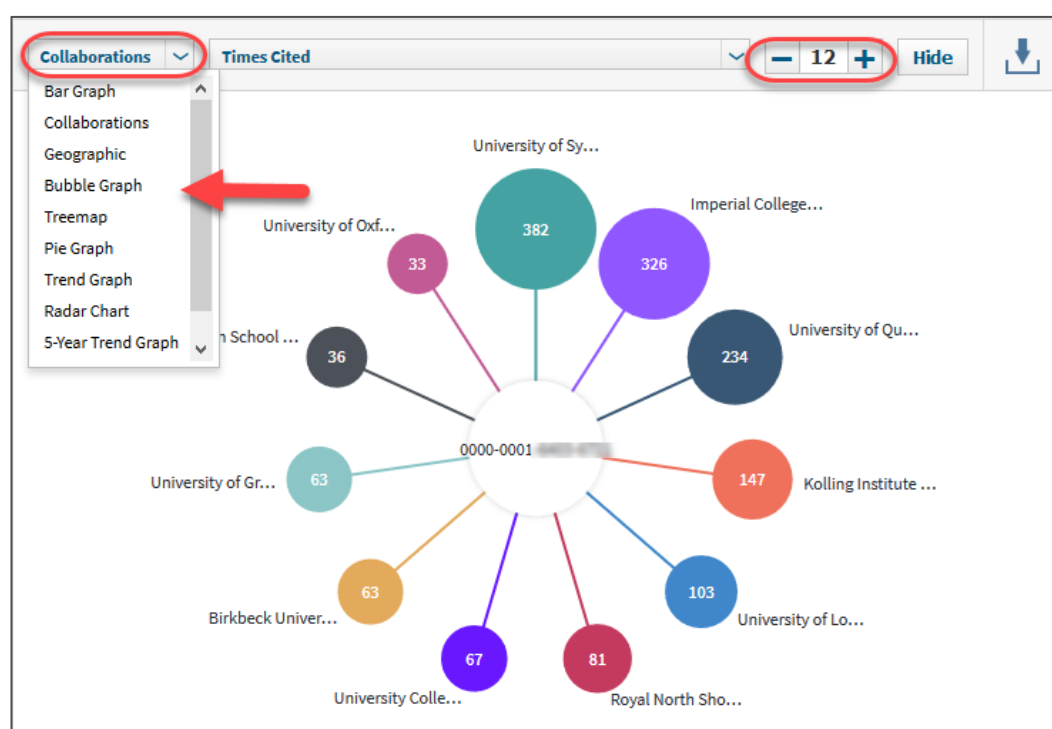 Collaborations
Times Cited
12
Hide
Bar Graph
Collaborations
Geographic
Bubble Graph
Treemap
Pie Graph
Trend Graph
Radar Chart
5-Year Trend Graph
University of Sy...
382
Imperial College...
326
University of Oxf...
33
University of Qu...
234
School ...
36
0000-0001
147
Kolling Institute ...
University of Gr...
63
103
University of Lo...
63
Birkbeck Univer...
67
University Colle...
81
Royal North Sho...